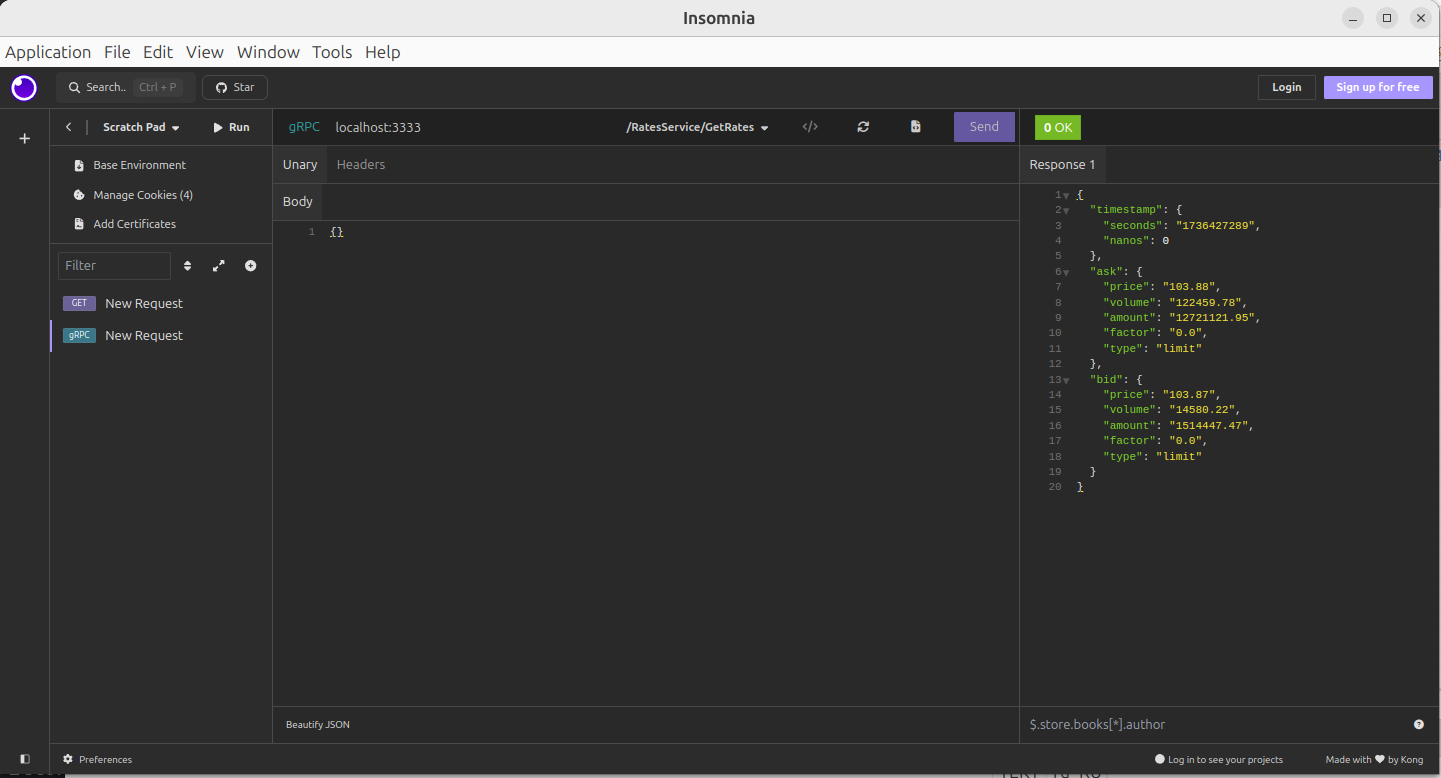 Insomnia
Application File Edit View Window Tools Help
Search.. Ctrl + P Star Login Sign up for free
Scratch Pad Run
Base Environment
Manage Cookies (4)
Add Certificates
Filter
GET New Request
gRPC New Request
gRPC localhost:3333 /RatesService/GetRates </> Send
Unary Headers
Body
1 {}
Beautify JSON
0 OK
Response 1
1 {
2 "timestamp": {
3 "seconds": "1736427289",
4 "nanos": 0
5 },
6 "ask": {
7 "price": "103.88",
8 "volume": "122459.78",
9 "amount": "12721121.95",
10 "factor": "0.0",
11 "type": "limit"
12 },
13 "bid": {
14 "price": "103.87",
15 "volume": "14580.22",
16 "amount": "1514447.47",
17 "factor": "0.0",
18 "type": "limit"
19 }
20 }
$.store.books[*].author
Preferences Log in to see your projects Made with ❤ by Kong